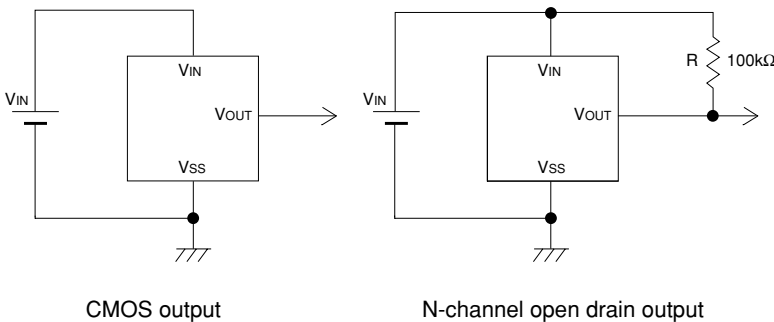 VIN
VIN
VOUT
VSS
CMOS output
VIN
VIN
VOUT
VSS
R 100kΩ
N-channel open drain output